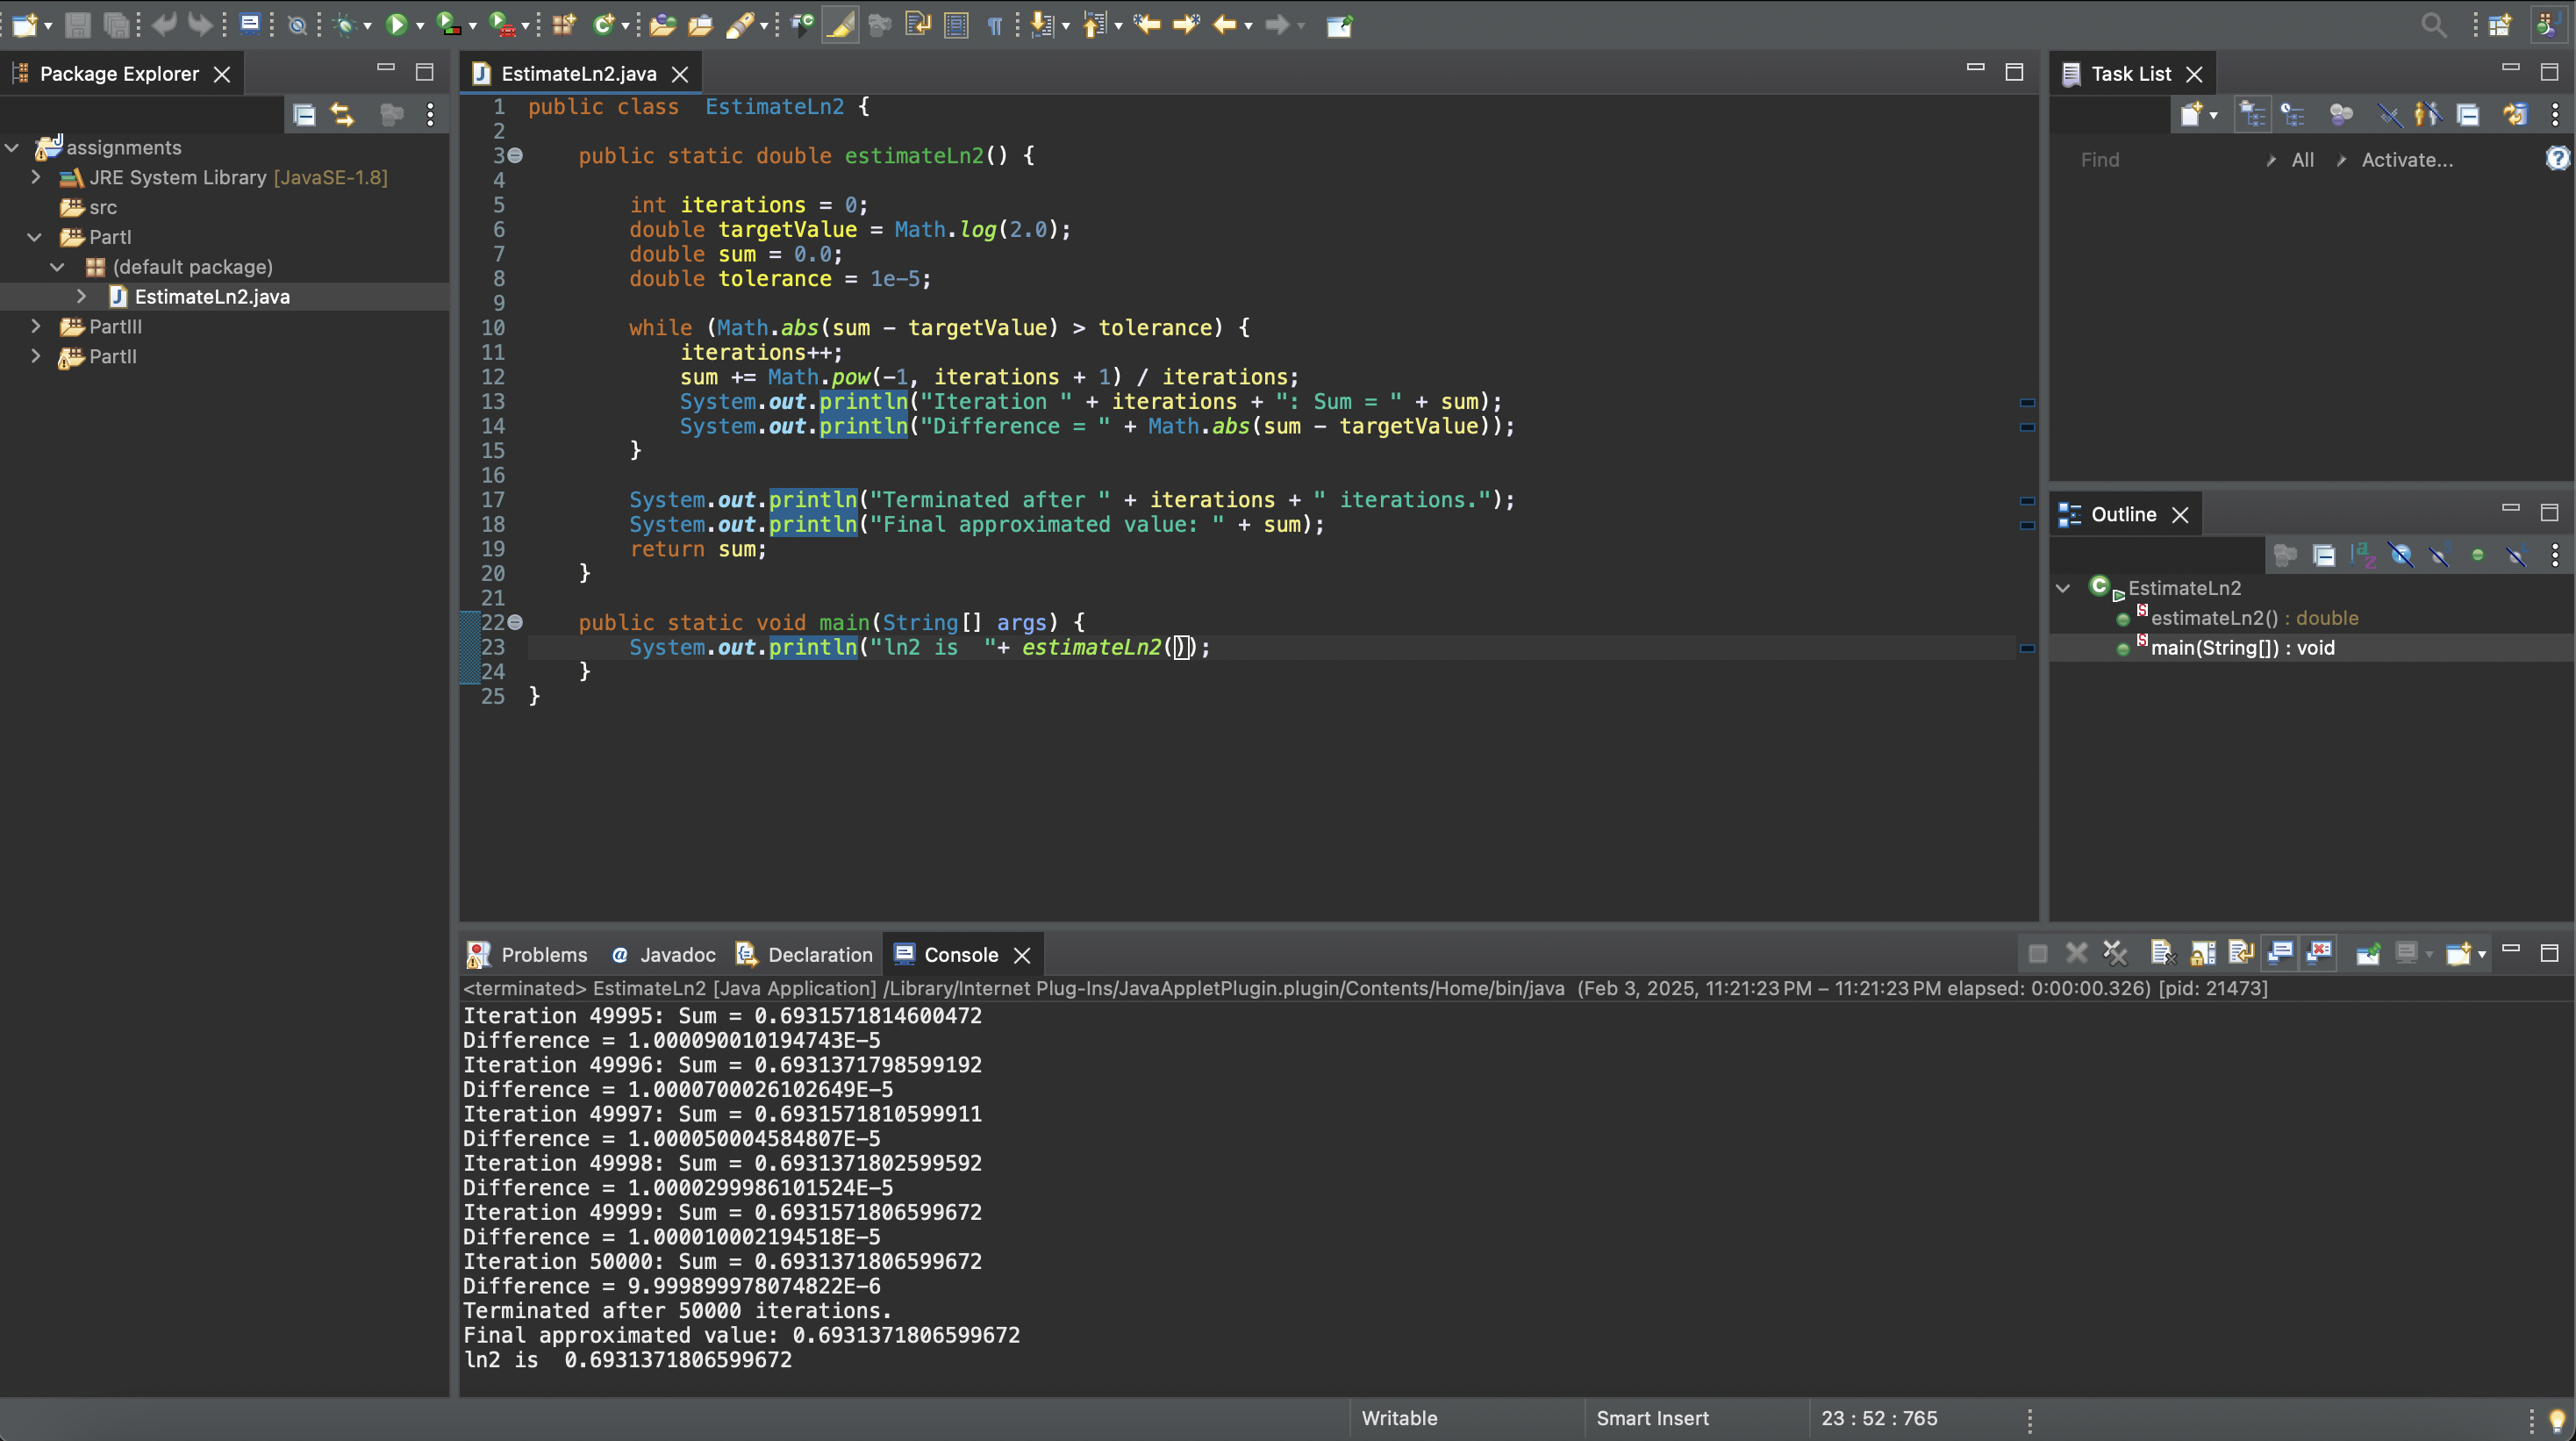 Package Explorer
assignments
JRE System Library [JavaSE-1.8]
src
PartI
(default package)
EstimateLn2.java
PartIII
PartII
EstimateLn2.java
1 public class  EstimateLn2 {
2
3     public static double estimateLn2() {
4
5         int iterations = 0;
6         double targetValue = Math.log(2.0);
7         double sum = 0.0;
8         double tolerance = 1e-5;
9
10         while (Math.abs(sum - targetValue) > tolerance) {
11             iterations++;
12             sum += Math.pow(-1, iterations + 1) / iterations;
13             System.out.println("Iteration " + iterations + ": Sum = " + sum);
14             System.out.println("Difference = " + Math.abs(sum - targetValue));
15         }
16
17         System.out.println("Terminated after " + iterations + " iterations.");
18         System.out.println("Final approximated value: " + sum);
19         return sum;
20     }
21
22     public static void main(String[] args) {
23         System.out.println("ln2 is  "+ estimateLn2());
24     }
25 }
Task List
Find All Activate...
Outline
EstimateLn2
estimateLn2() : double
main(String[]) : void
Problems Javadoc Declaration Console
<terminated> EstimateLn2 [Java Application] /Library/Internet Plug-Ins/JavaAppletPlugin.plugin/Contents/Home/bin/java  (Feb 3, 2025, 11:21:23 PM – 11:21:23 PM elapsed: 0:00:00.326) [pid: 21473]
Iteration 49995: Sum = 0.6931571814600472
Difference = 1.000090010194743E-5
Iteration 49996: Sum = 0.6931371798599192
Difference = 1.0000700026102649E-5
Iteration 49997: Sum = 0.6931571810599911
Difference = 1.000050004584807E-5
Iteration 49998: Sum = 0.6931371802599592
Difference = 1.0000299986101524E-5
Iteration 49999: Sum = 0.6931571806599672
Difference = 1.000010002194518E-5
Iteration 50000: Sum = 0.6931371806599672
Difference = 9.999899978074822E-6
Terminated after 50000 iterations.
Final approximated value: 0.6931371806599672
ln2 is  0.6931371806599672
Writable Smart Insert 23 : 52 : 765